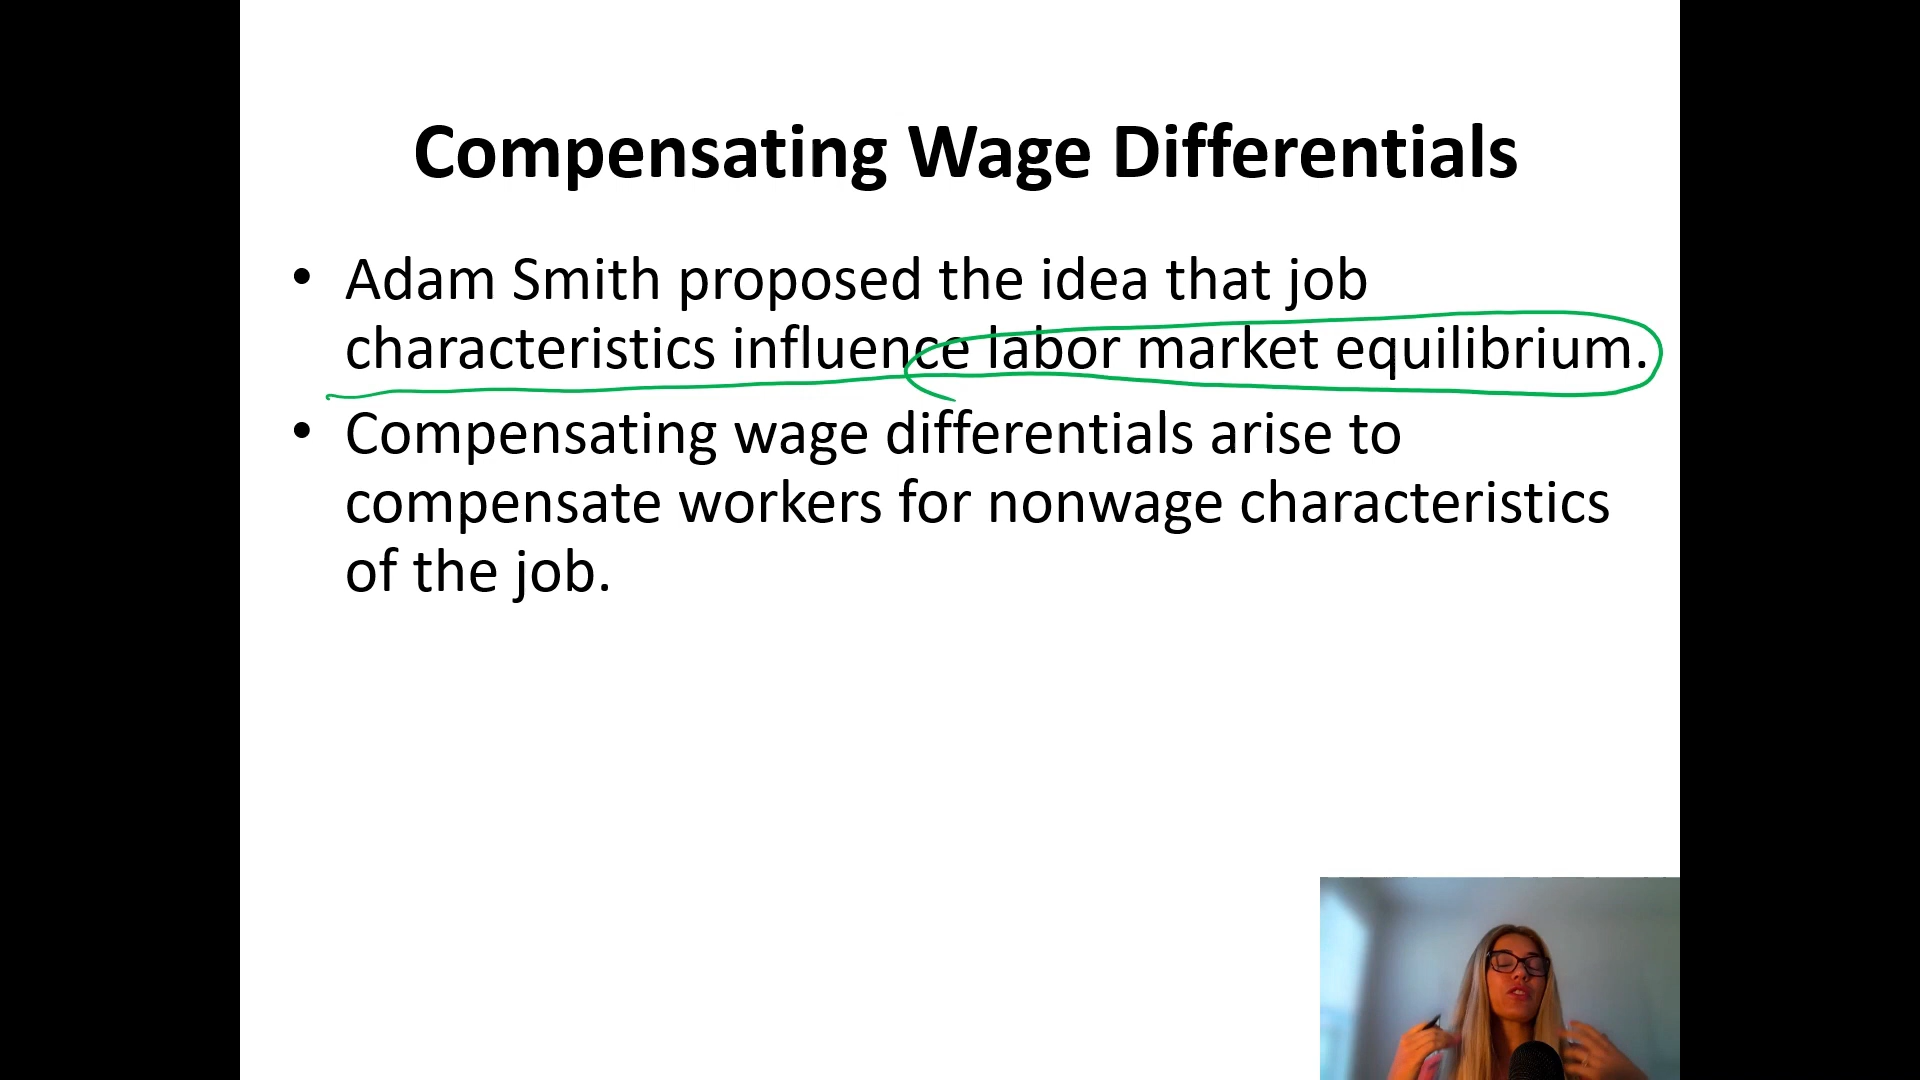 Compensating Wage Differentials
• Adam Smith proposed the idea that job
characteristics influence labor market equilibrium.
• Compensating wage differentials arise to
compensate workers for nonwage characteristics
of the job.